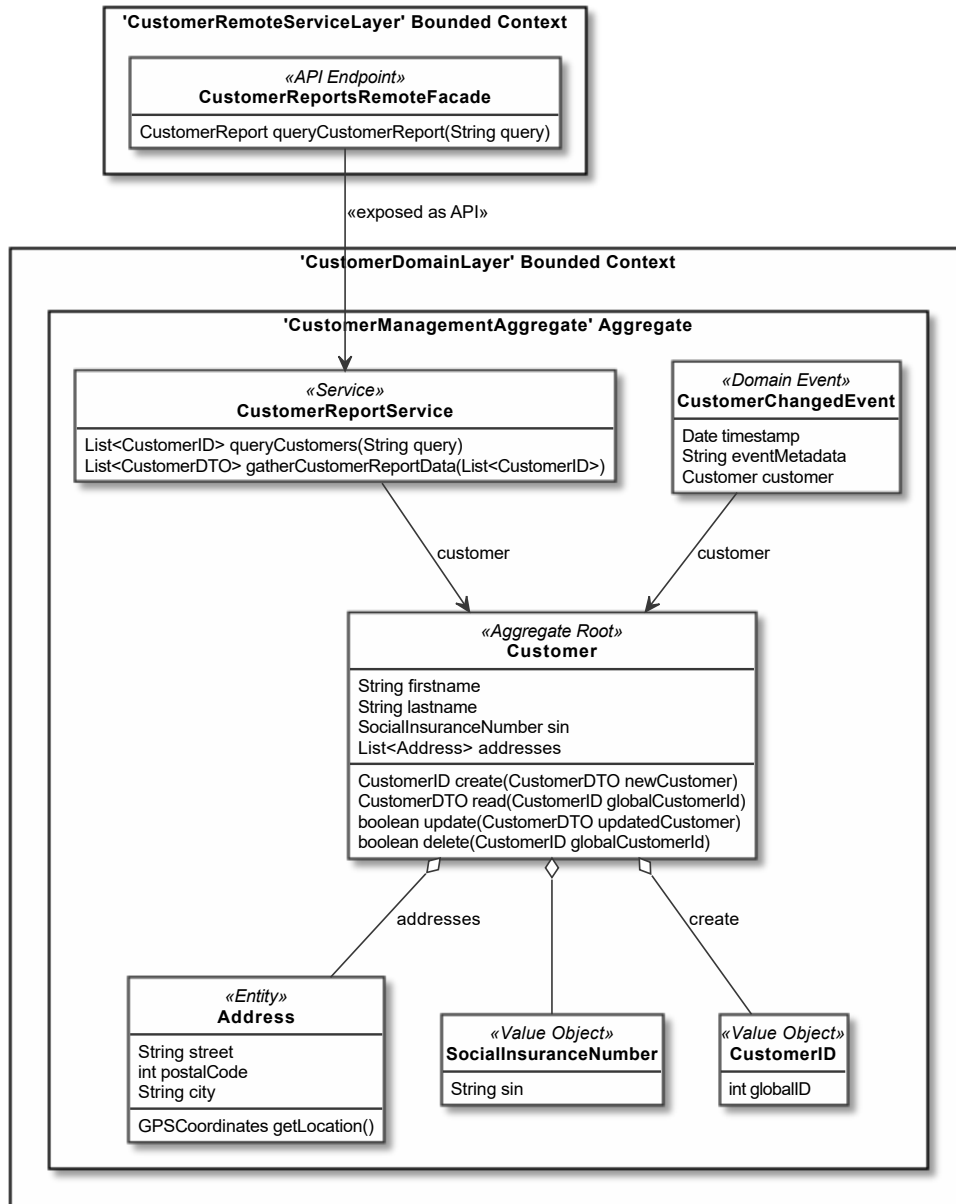 'CustomerRemoteServiceLayer' Bounded Context
«API Endpoint»
CustomerReportsRemoteFacade
CustomerReport queryCustomerReport(String query)
«exposed as API»
'CustomerDomainLayer' Bounded Context
'CustomerManagementAggregate' Aggregate
«Service»
CustomerReportService
List<CustomerID> queryCustomers(String query)
List<CustomerDTO> gatherCustomerReportData(List<CustomerID>)
«Domain Event»
CustomerChangedEvent
Date timestamp
String eventMetadata
Customer customer
customer
customer
«Aggregate Root»
Customer
String firstname
String lastname
SocialInsuranceNumber sin
List<Address> addresses
CustomerID create(CustomerDTO newCustomer)
CustomerDTO read(CustomerID globalCustomerId)
boolean update(CustomerDTO updatedCustomer)
boolean delete(CustomerID globalCustomerId)
addresses
create
«Entity»
Address
String street
int postalCode
String city
GPSCoordinates getLocation()
«Value Object»
SocialInsuranceNumber
String sin
«Value Object»
CustomerID
int globalID